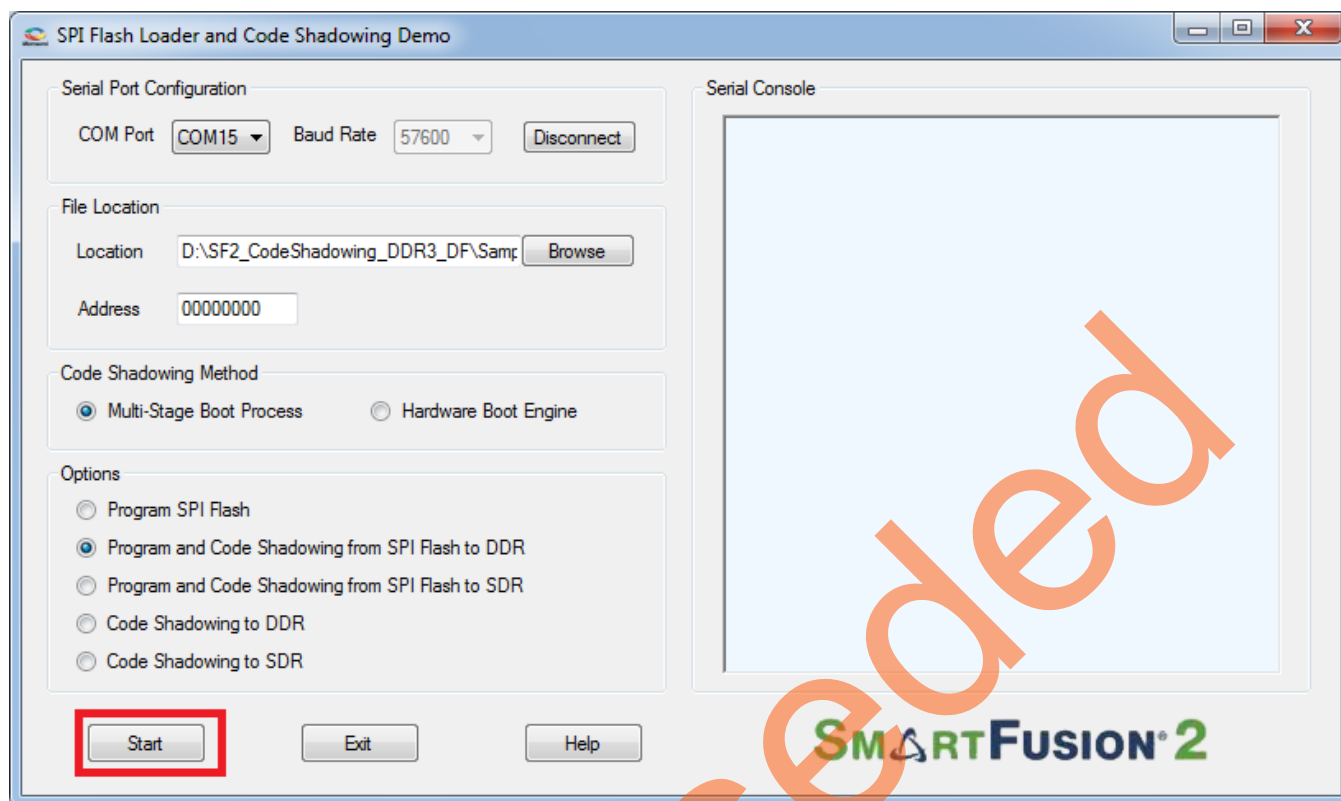 SPI Flash Loader and Code Shadowing Demo
Serial Port Configuration
COM Port COM15 Baud Rate 57600 Disconnect
File Location
Location D:\SF2_CodeShadowing_DDR3_DF\Samp Browse
Address 00000000
Code Shadowing Method
Multi-Stage Boot Process Hardware Boot Engine
Options
Program SPI Flash
Program and Code Shadowing from SPI Flash to DDR
Program and Code Shadowing from SPI Flash to SDR
Code Shadowing to DDR
Code Shadowing to SDR
Start Exit Help
Serial Console
SMARTFUSION® 2
ceded